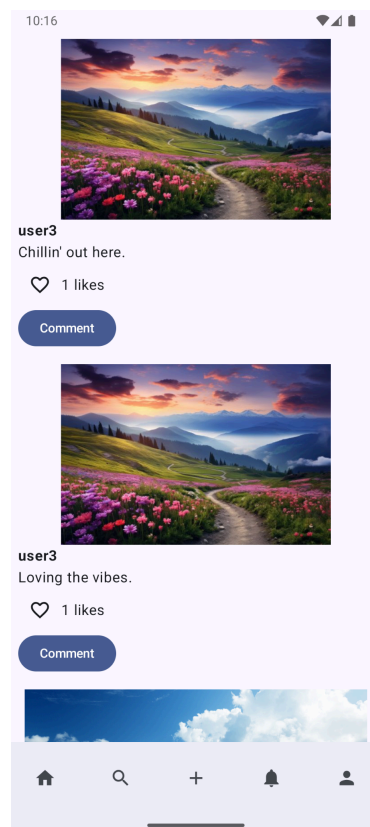 10:16
user3
Chillin' out here.
1 likes
Comment
user3
Loving the vibes.
1 likes
Comment